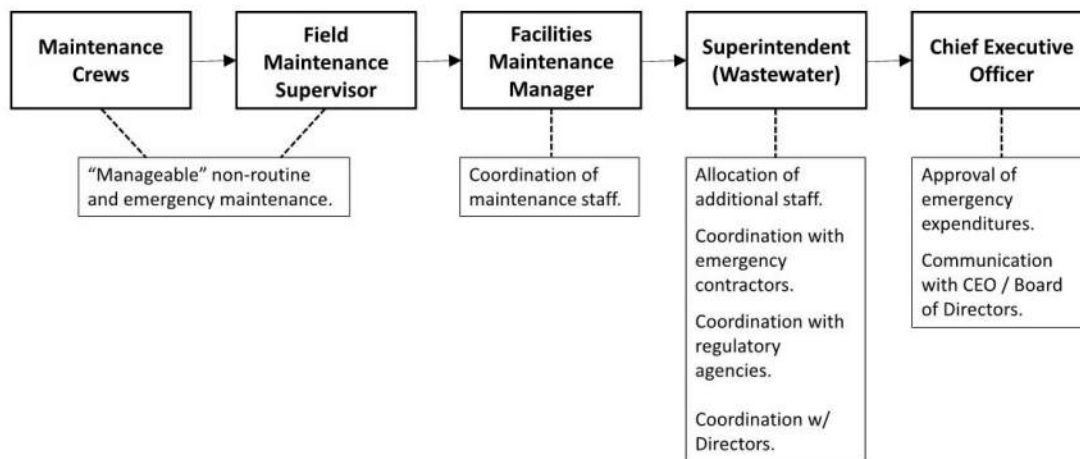 Maintenance
Crews
Field
Maintenance
Supervisor
Facilities
Maintenance
Manager
Superintendent
(Wastewater)
Chief Executive
Officer
“Manageable” non-routine
and emergency maintenance.
Coordination of
maintenance staff.
Allocation of
additional staff.
Coordination with
emergency
contractors.
Coordination with
regulatory
agencies.
Coordination w/
Directors.
Approval of
emergency
expenditures.
Communication
with CEO / Board
of Directors.